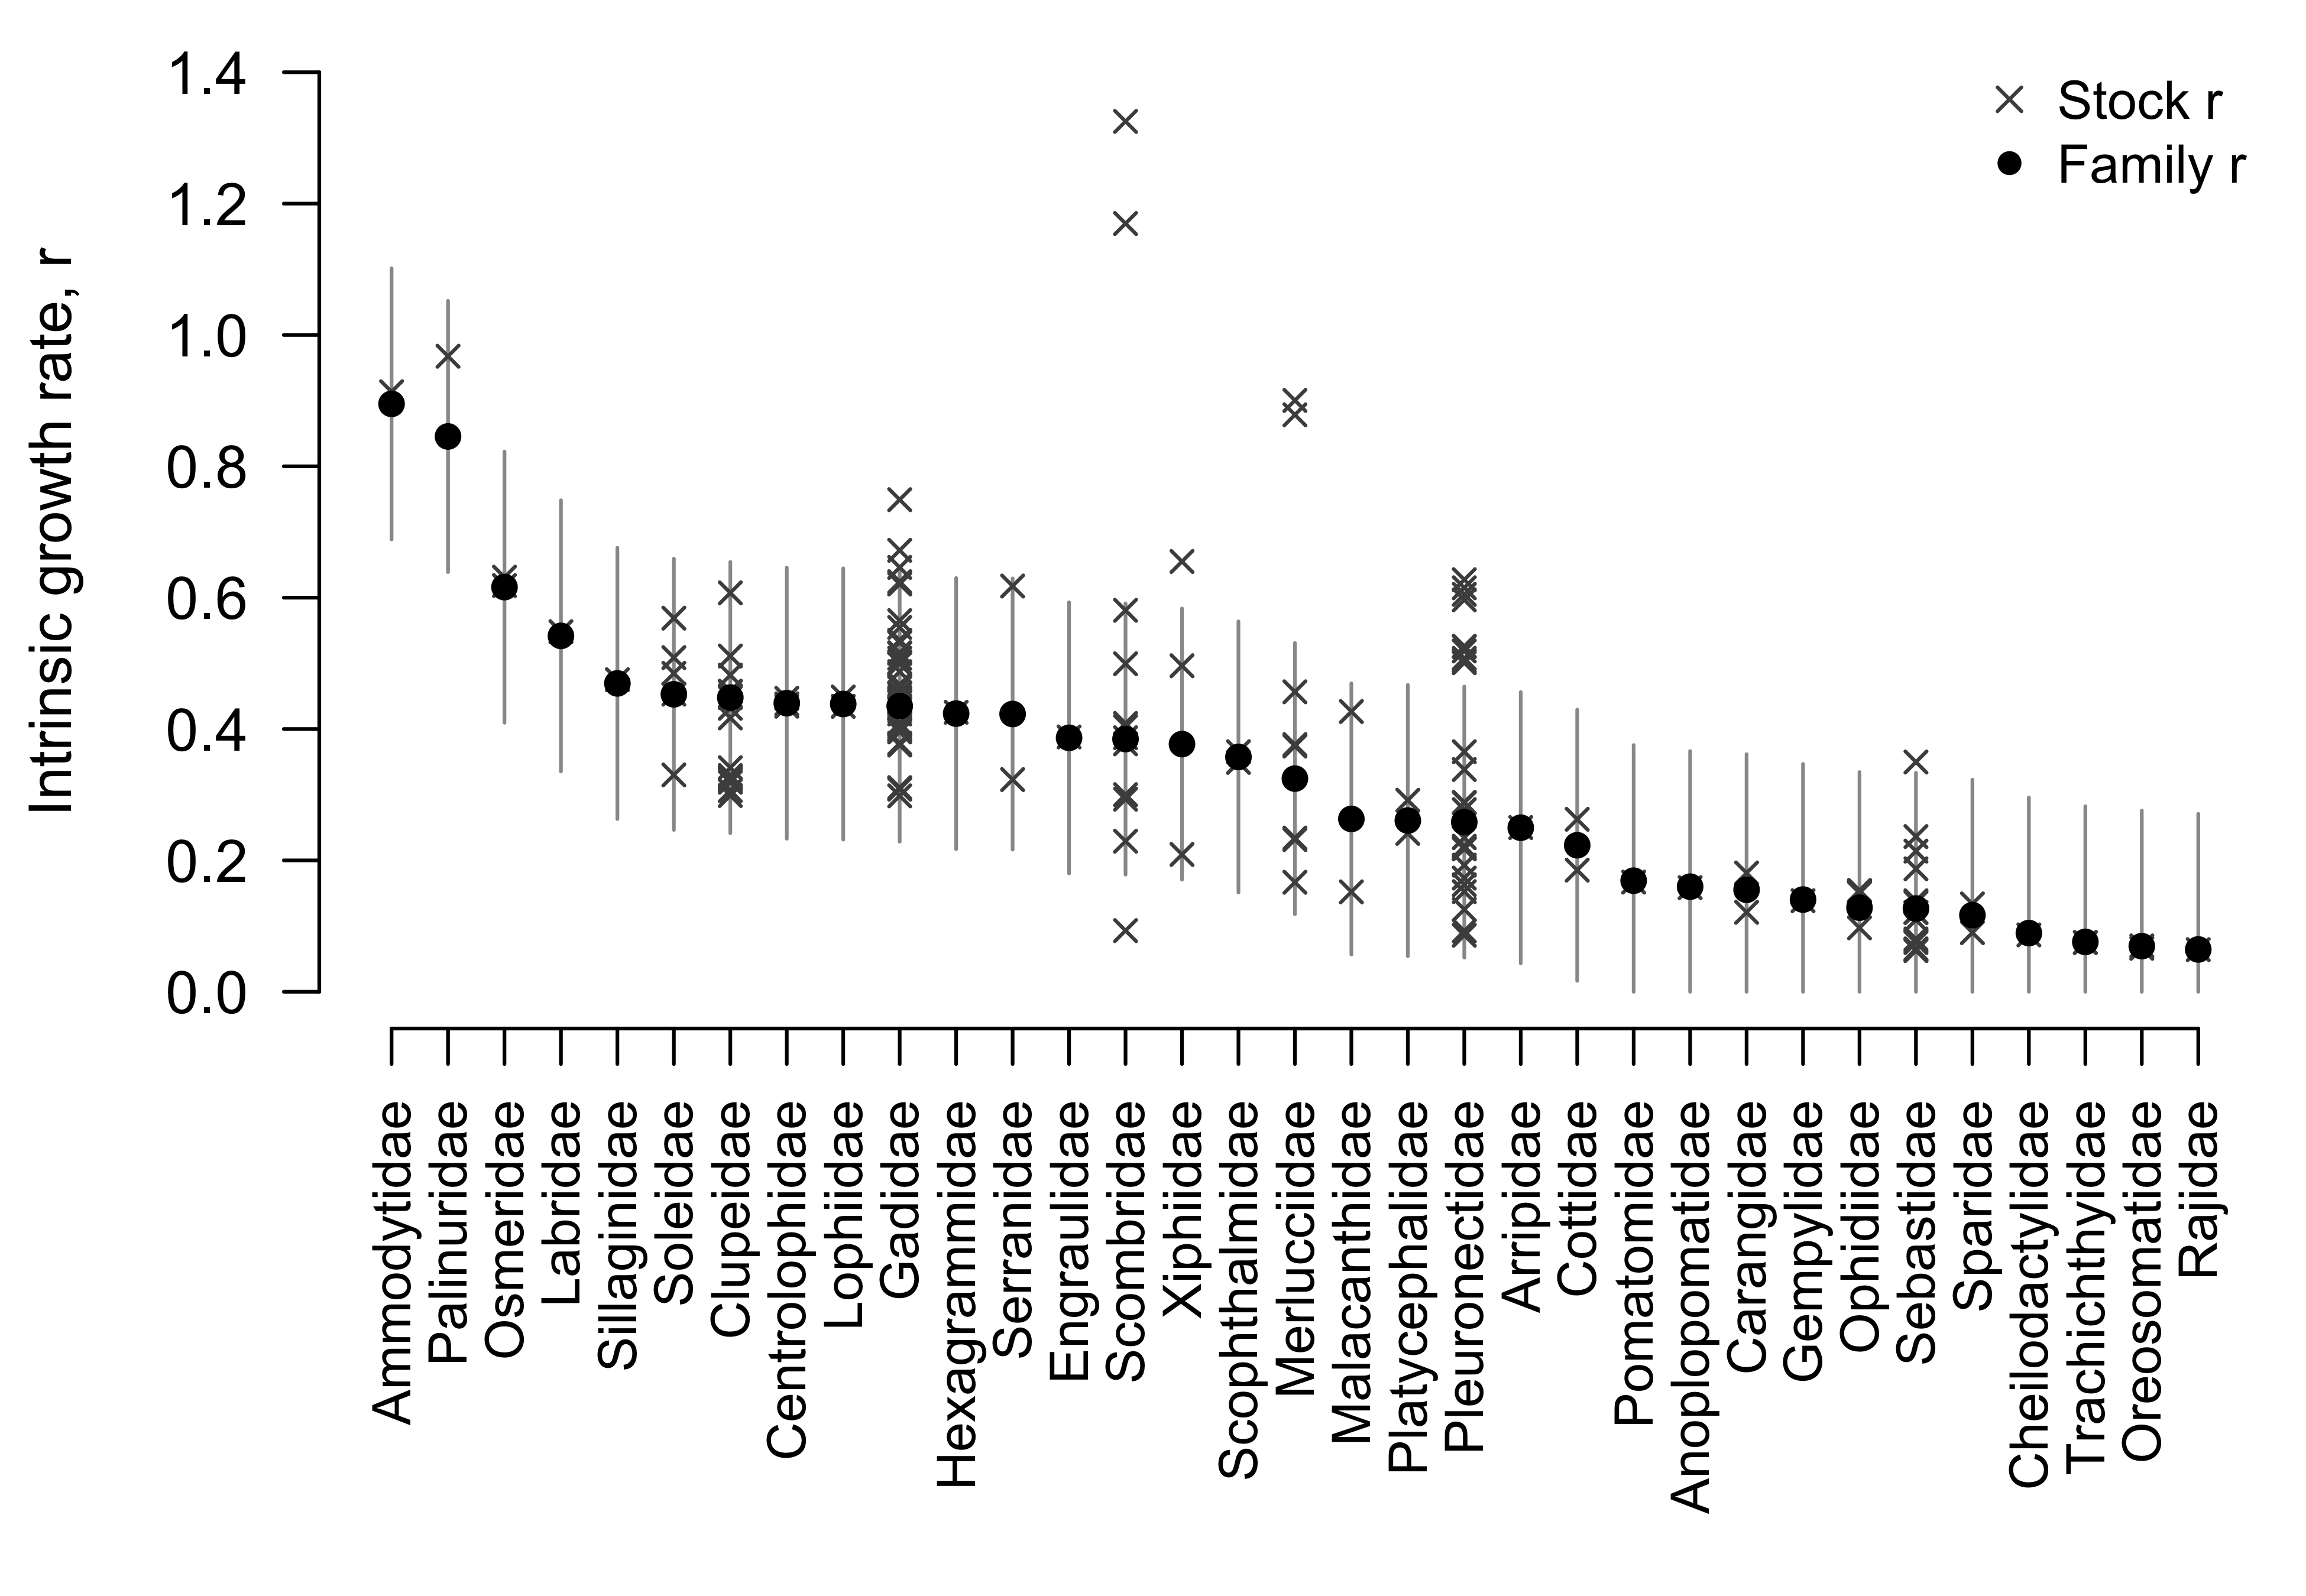 Intrinsic growth rate, r
1.4
1.2
1.0
0.8
0.6
0.4
0.2
0.0
Stock r
Family r
Ammodytidae
Palinuridae
Osmeridae
Labridae
Sillaginidae
Soleidae
Clupeidae
Centrolophidae
Lophiidae
Gadidae
Hexagrammidae
Serranidae
Engraulidae
Scombridae
Xiphiidae
Scophthalmidae
Merlucciidae
Malacanthidae
Platycephalidae
Pleuronectidae
Arripidae
Cottidae
Pomatomidae
Anoplopomatidae
Carangidae
Gempylidae
Ophidiidae
Sebastidae
Sparidae
Cheilodactylidae
Trachichthyidae
Oreosomatidae
Rajidae